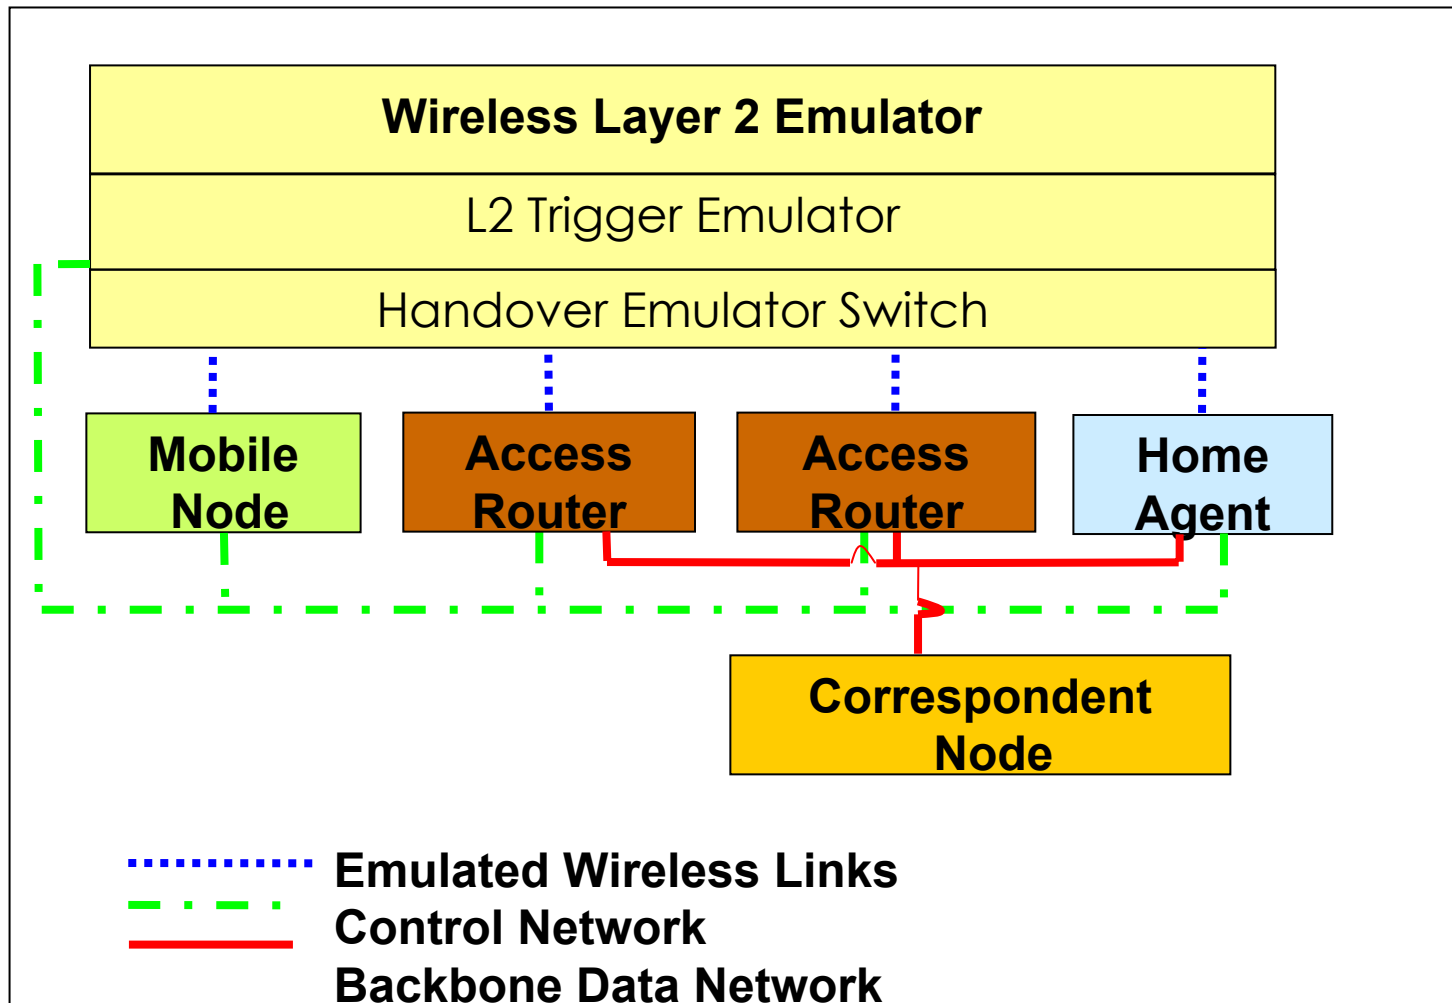 Wireless Layer 2 Emulator
L2 Trigger Emulator
Handover Emulator Switch
Mobile
Node
Access
Router
Access
Router
Home
Agent
Correspondent
Node
Emulated Wireless Links
Control Network
Backbone Data Network